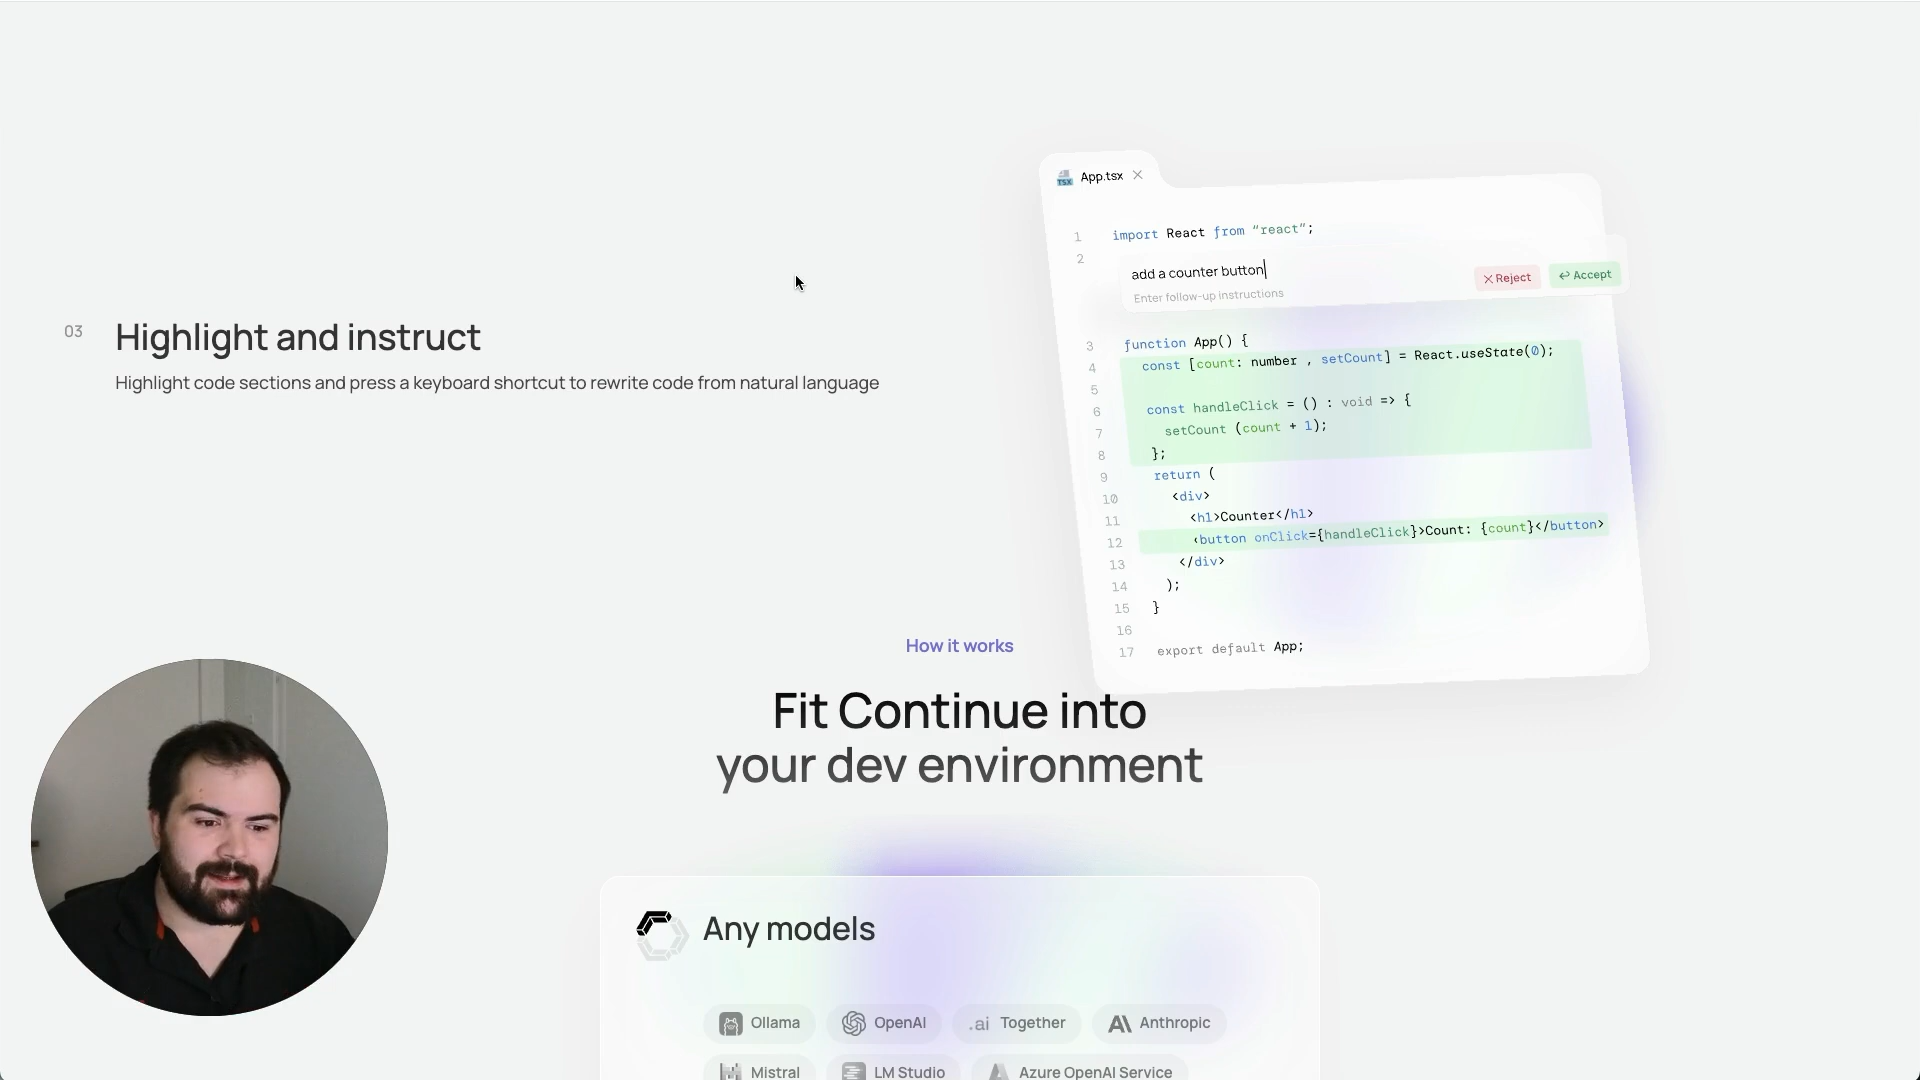 03
Highlight and instruct
Highlight code sections and press a keyboard shortcut to rewrite code from natural language
TSX
App.tsx
1 import React from “react”;
2
add a counter button
Enter follow-up instructions
Reject
Accept
3 function App() {
4 const [count: number , setCount] = React.useState(0);
5
6 const handleClick = () : void => {
7 setCount (count + 1);
8 };
9 return (
10 <div>
11 <h1>Counter</h1>
12 <button onClick={handleClick}>Count: {count}</button>
13 </div>
14 );
15 }
16
17 export default App;
How it works
Fit Continue into
your dev environment
Any models
Ollama
OpenAI
.ai Together
Anthropic
Mistral
LM Studio
Azure OpenAI Service